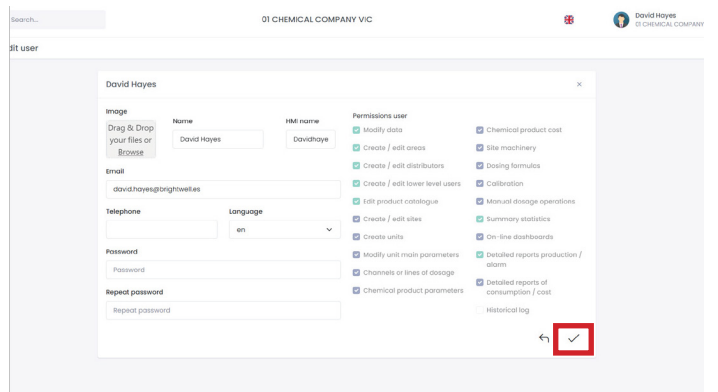 Search...
01 CHEMICAL COMPANY VIC
David Hayes
01 CHEMICAL COMPANY
dit user
David Hayes
×
Image
Drag & Drop
your files or
Browse
Name
David Hayes
HMI name
Davidhaye
Email
david.hayes@brightwell.es
Telephone
Language
en
Password
Password
Repeat password
Repeat password
Permissions user
Modify data
Create / edit areas
Create / edit distributors
Create / edit lower level users
Edit product catalogue
Create / edit sites
Create units
Modify unit main parameters
Channels or lines of dosage
Chemical product parameters
Chemical product cost
Site machinery
Dosing formulas
Calibration
Manual dosage operations
Summary statistics
On-line dashboards
Detailed reports production /
alarm
Detailed reports of
consumption / cost
Historical log